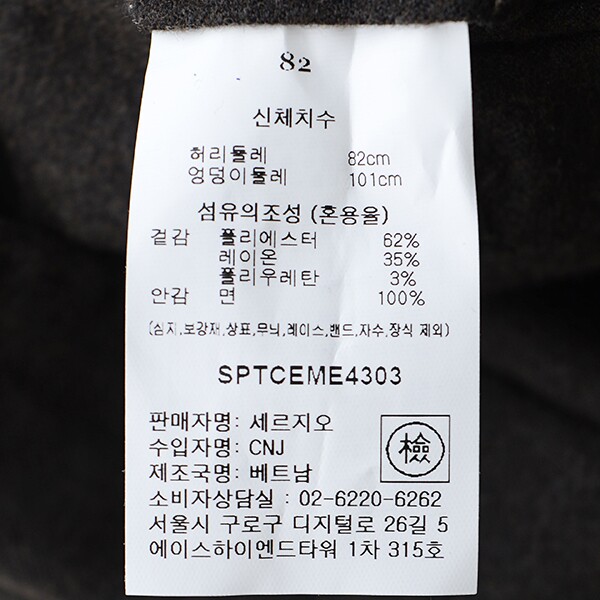 82
신체치수
허리둘레 82cm
엉덩이둘레 101cm
섬유의조성 (혼용율)
겉감 폴리에스터 62%
레이온 35%
폴리우레탄 3%
안감 면 100%
(심지,보강재,상표,무늬,레이스,밴드,자수,장식 제외)
SPTCEME4303
판매자명: 세르지오
수입자명: CNJ
제조국명: 베트남
檢
소비자상담실 : 02-6220-6262
서울시 구로구 디지털로 26길 5
에이스하이엔드타워 1차 315호